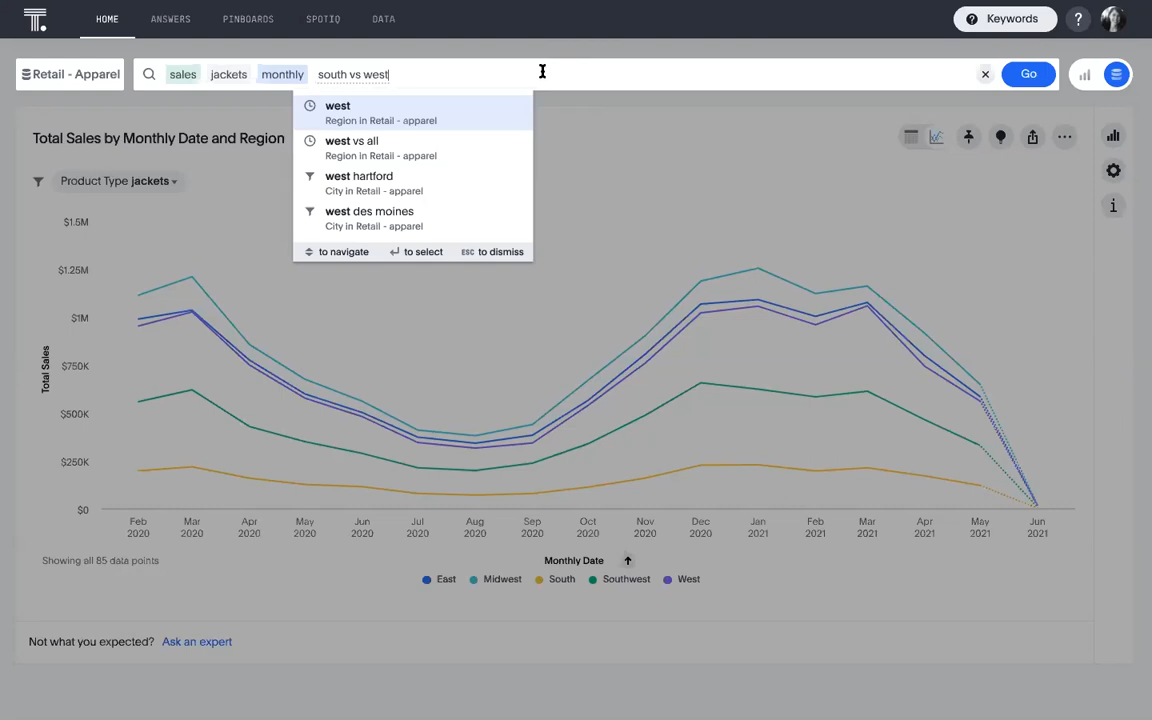 HOME ANSWERS PINBOARDS SPOTIQ DATA Keywords ?
Retail - Apparel sales jackets monthly south vs west Go
west
Region in Retail - apparel
west vs all
Region in Retail - apparel
west hartford
City in Retail - apparel
west des moines
City in Retail - apparel
to navigate to select ESC to dismiss
Total Sales by Monthly Date and Region
Product Type jackets
$1.5M
$1.25M
$1M
$750K
$500K
$250K
$0
Total Sales
Feb Mar Apr May Jun Jul Aug Sep Oct Nov Dec Jan Feb Mar Apr May Jun
2020 2020 2020 2020 2020 2020 2020 2020 2020 2020 2020 2021 2021 2021 2021 2021 2021
Showing all 85 data points
Monthly Date
East Midwest South Southwest West
Not what you expected? Ask an expert